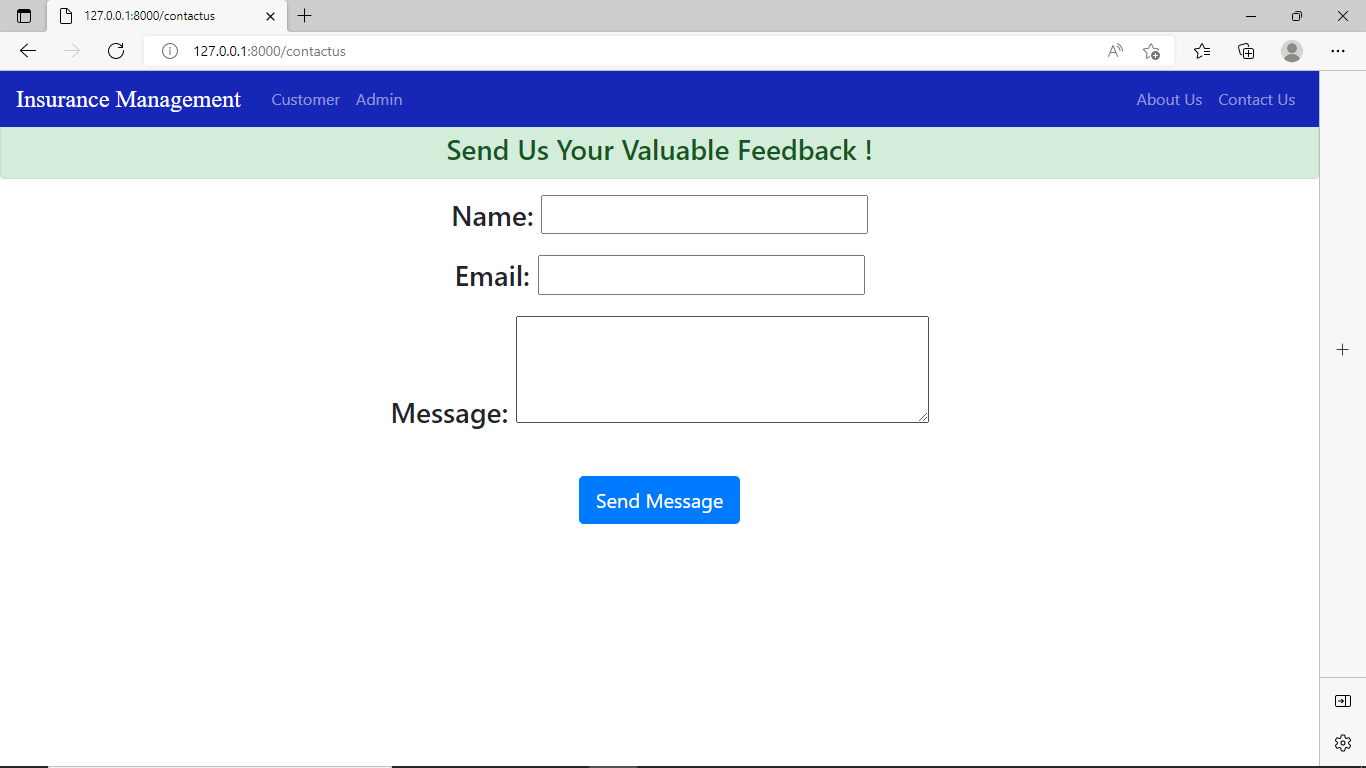 127.0.0.1:8000/contactus
127.0.0.1:8000/contactus
Insurance Management Customer Admin About Us Contact Us
Send Us Your Valuable Feedback !
Name:
Email:
Message:
Send Message